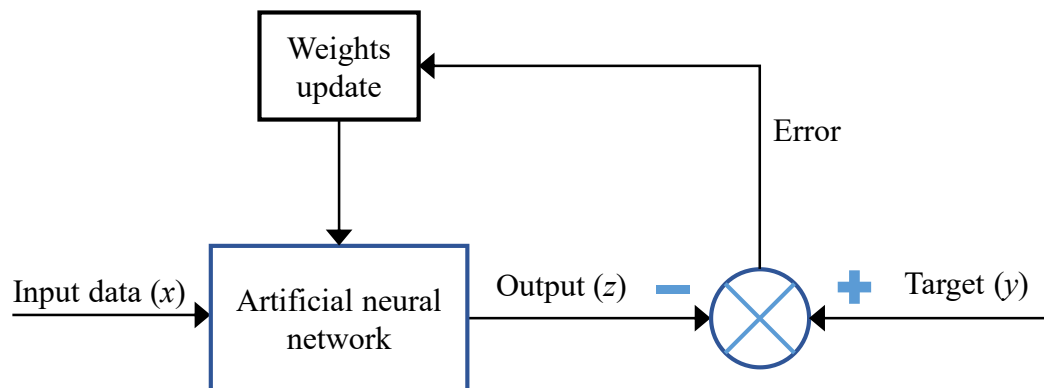 Weights
update
Error
Input data (x)
Artificial neural
network
Output (z)
Target (y)